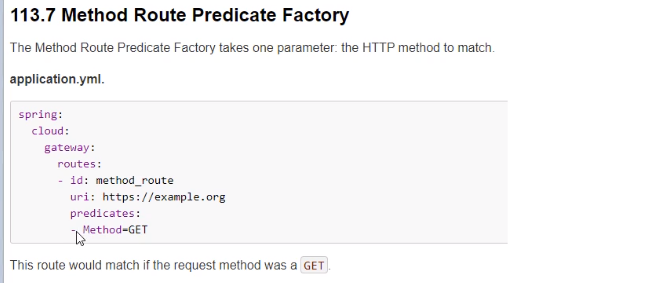 113.7 Method Route Predicate Factory
The Method Route Predicate Factory takes one parameter: the HTTP method to match.
application.yml.
spring:
  cloud:
    gateway:
      routes:
      - id: method_route
        uri: https://example.org
        predicates:
        - Method=GET
This route would match if the request method was a GET.